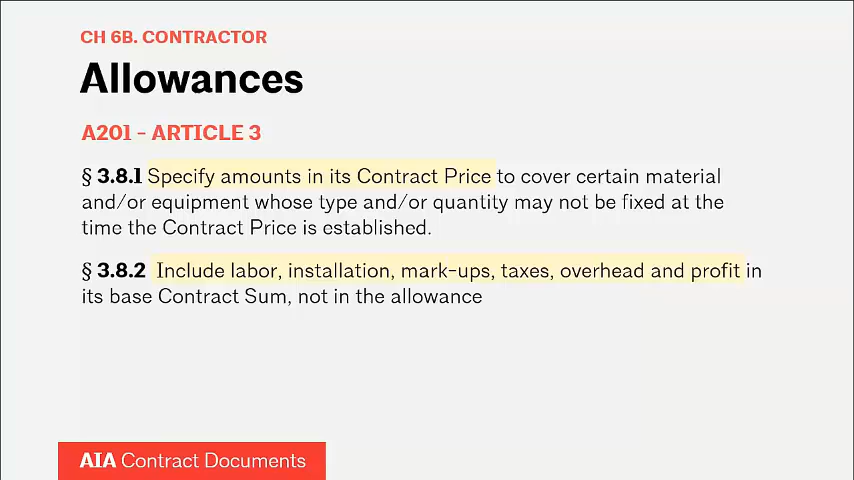 CH 6B. CONTRACTOR
Allowances
A201 – ARTICLE 3
§ 3.8.1 Specify amounts in its Contract Price to cover certain material
and/or equipment whose type and/or quantity may not be fixed at the
time the Contract Price is established.
§ 3.8.2 Include labor, installation, mark-ups, taxes, overhead and profit in
its base Contract Sum, not in the allowance
AIA Contract Documents